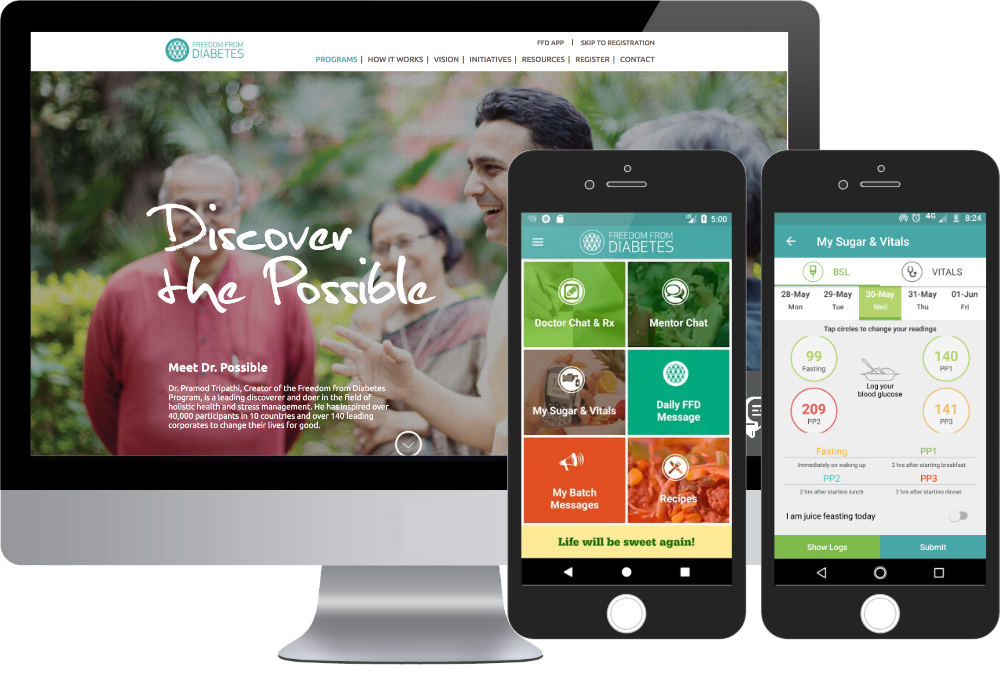 FREEDOM FROM
DIABETES
FFD APP | SKIP TO REGISTRATION
PROGRAMS | HOW IT WORKS | VISION | INITIATIVES | RESOURCES | REGISTER | CONTACT
Discover
the Possible
Meet Dr. Possible
Dr. Pramod Tripathi, Creator of the Freedom from Diabetes
Program, is a leading discoverer and doer in the field of
holistic health and stress management. He has inspired over
40,000 participants in 10 countries and over 140 leading
corporates to change their lives for good.
5:00
FREEDOM FROM
DIABETES
Doctor Chat & Rx
Mentor Chat
My Sugar & Vitals
Daily FFD
Message
My Batch
Messages
Recipes
Life will be sweet again!
4G 8:24
My Sugar & Vitals
BSL VITALS
28-May 29-May 30-May 31-May 01-Jun
Mon Tue Wed Thu Fri
Tap circles to change your readings
99
Fasting
140
PP1
Log your
blood glucose
209
PP2
141
PP3
Fasting PP1
Immediately on waking up 2 hrs after starting breakfast
PP2 PP3
2 hrs after starting lunch 2 hrs after starting dinner
I am juice feasting today
Show Logs Submit